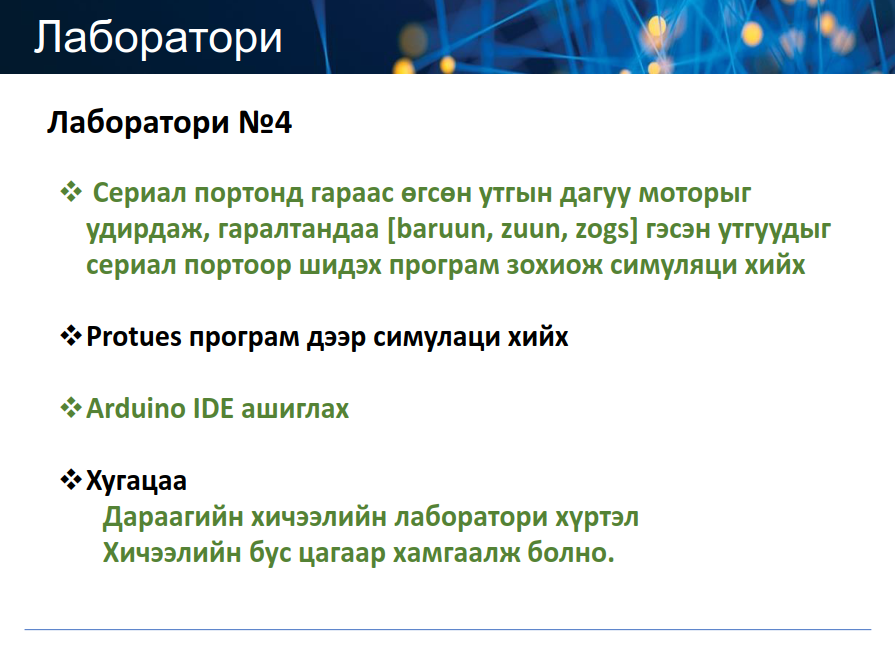 Лаборатори
Лаборатори №4
❖ Сериал портонд гараас өгсөн утгын дагуу моторыг
удирдаж, гаралтандаа [baruun, zuun, zogs] гэсэн утгуудыг
сериал портоор шидэх програм зохиож симуляци хийх
❖Protues програм дээр симулаци хийх
❖Arduino IDE ашиглах
❖Хугацаа
Дараагийн хичээлийн лаборатори хүртэл
Хичээлийн бус цагаар хамгаалж болно.